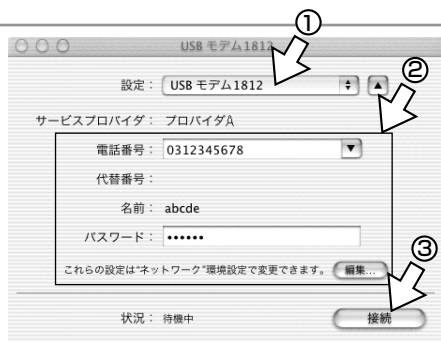 ①
USB モデム1812
設定： USB モデム1812
②
サービスプロバイダ： プロバイダA
電話番号： 0312345678
代替番号：
名前： abcde
パスワード： ••••••
これらの設定は"ネットワーク"環境設定で変更できます。 編集...
③
状況： 待機中 接続